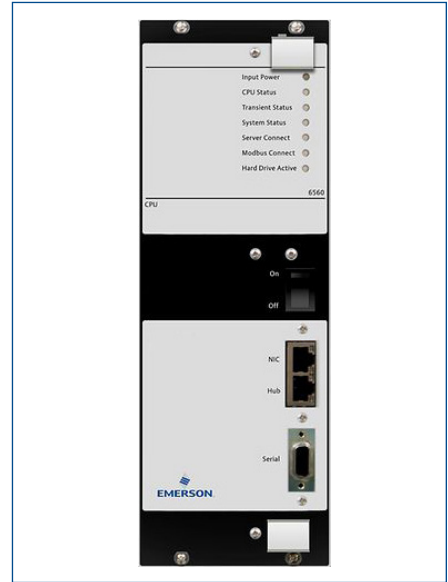 Input Power
CPU Status
Transient Status
System Status
Server Connect
Modbus Connect
Hard Drive Active
6560
CPU
On
Off
NIC
Hub
Serial
EMERSON